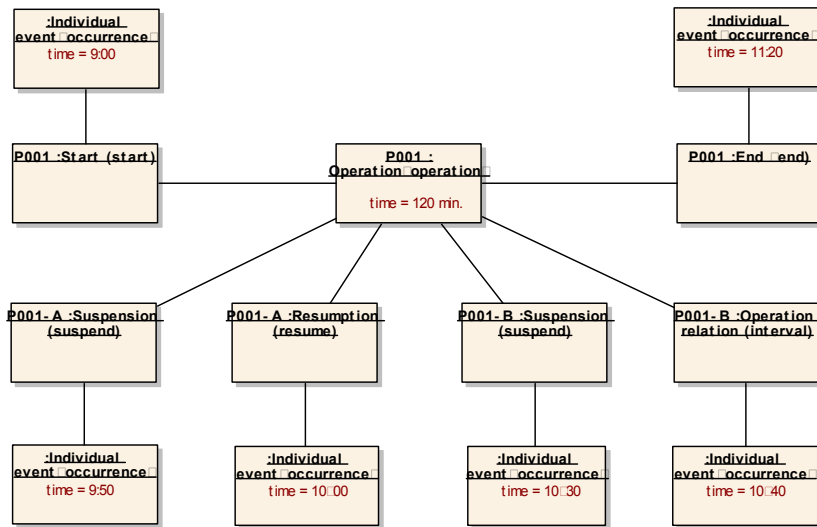 :Individual
event □occurrence□
time = 9:00
:Individual
event □occurrence□
time = 11:20
P001 :Start (start)
P001 :
Operation□operation□
time = 120 min.
P001 :End □end)
P001- A :Suspension
(suspend)
P001- A :Resumption
(resume)
P001- B :Suspension
(suspend)
P001- B :Operation
relation (interval)
:Individual
event □occurrence□
time = 9:50
:Individual
event □occurrence□
time = 10□00
:Individual
event □occurrence□
time = 10□30
:Individual
event □occurrence□
time = 10□40